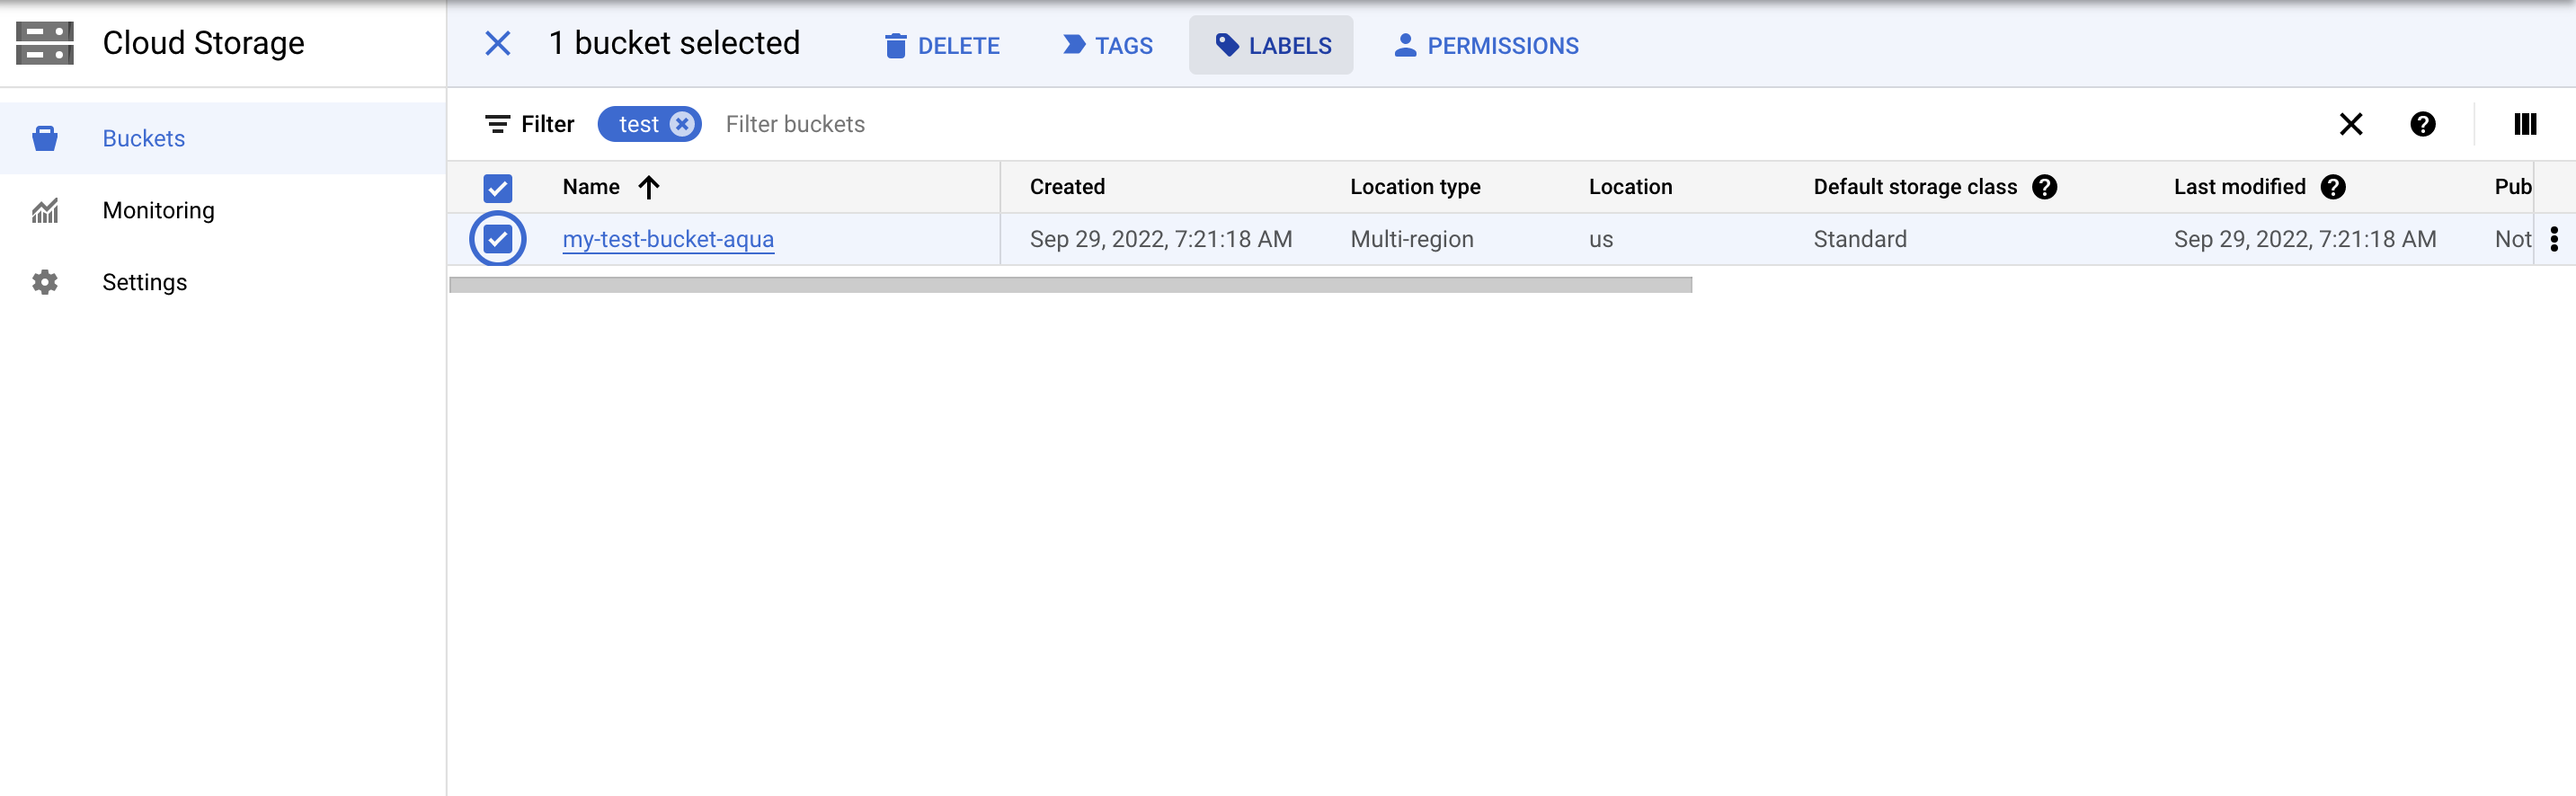 Cloud Storage
1 bucket selected DELETE TAGS LABELS PERMISSIONS
Buckets
Monitoring
Settings
Filter test Filter buckets
Name Created Location type Location Default storage class Last modified Pub
my-test-bucket-aqua Sep 29, 2022, 7:21:18 AM Multi-region us Standard Sep 29, 2022, 7:21:18 AM Not